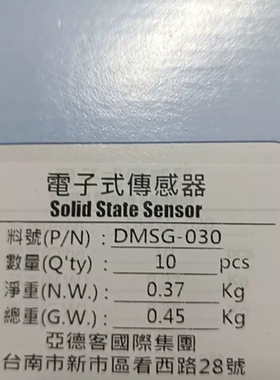 電子式傳感器
Solid State Sensor
料號(P/N) : DMSG-030
數量(Q'ty) : 10 pcs
淨重(N.W.) : 0.37 Kg
總重(G.W.) : 0.45 Kg
亞德客國際集團
台南市新市區看西路28號